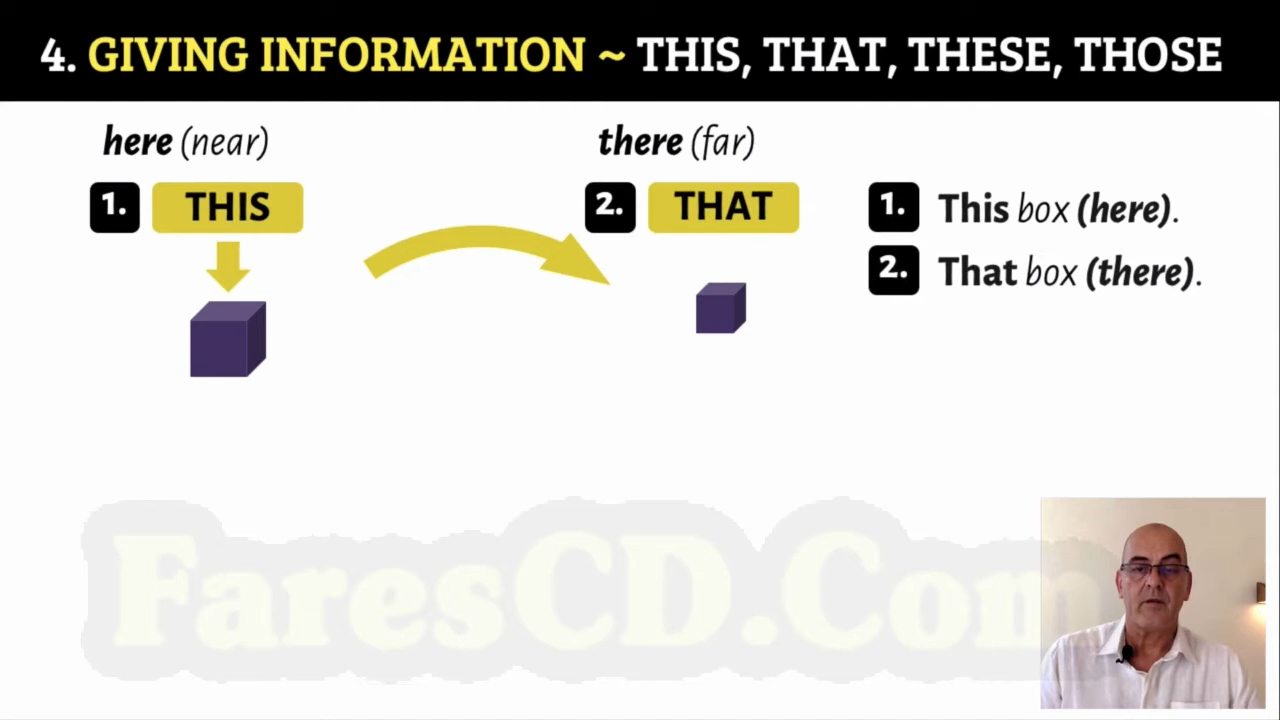 4. GIVING INFORMATION ~ THIS, THAT, THESE, THOSE
here (near)
1. THIS
there (far)
2. THAT
1. This box (here).
2. That box (there).
FaresCD.Com